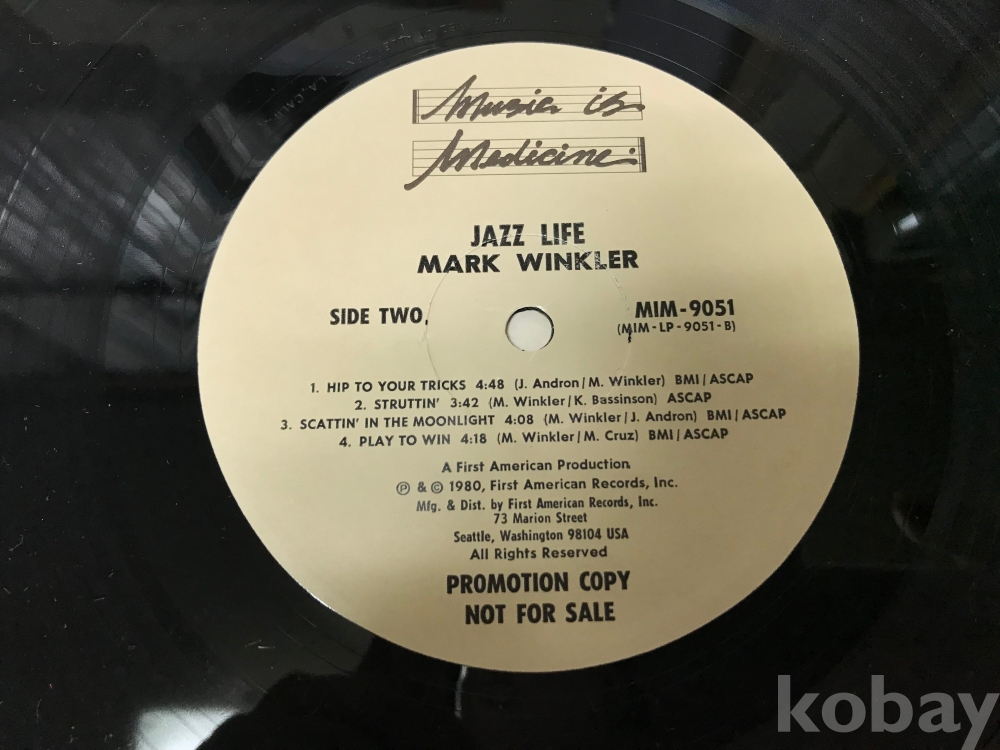 Music is
Medicine
JAZZ LIFE
MARK WINKLER
SIDE TWO
MIM-9051
(MIM-LP-9051-B)
1. HIP TO YOUR TRICKS 4:48 (J. Andron/M. Winkler) BMI/ASCAP
2. STRUTTIN' 3:42 (M. Winkler/K. Bassinson) ASCAP
3. SCATTIN' IN THE MOONLIGHT 4:08 (M. Winkler/J. Andron) BMI/ASCAP
4. PLAY TO WIN 4:18 (M. Winkler/M. Cruz) BMI/ASCAP
A First American Production
℗ & © 1980, First American Records, Inc.
Mfg. & Dist. by First American Records, Inc.
73 Marion Street
Seattle, Washington 98104 USA
All Rights Reserved
PROMOTION COPY
NOT FOR SALE
kobay